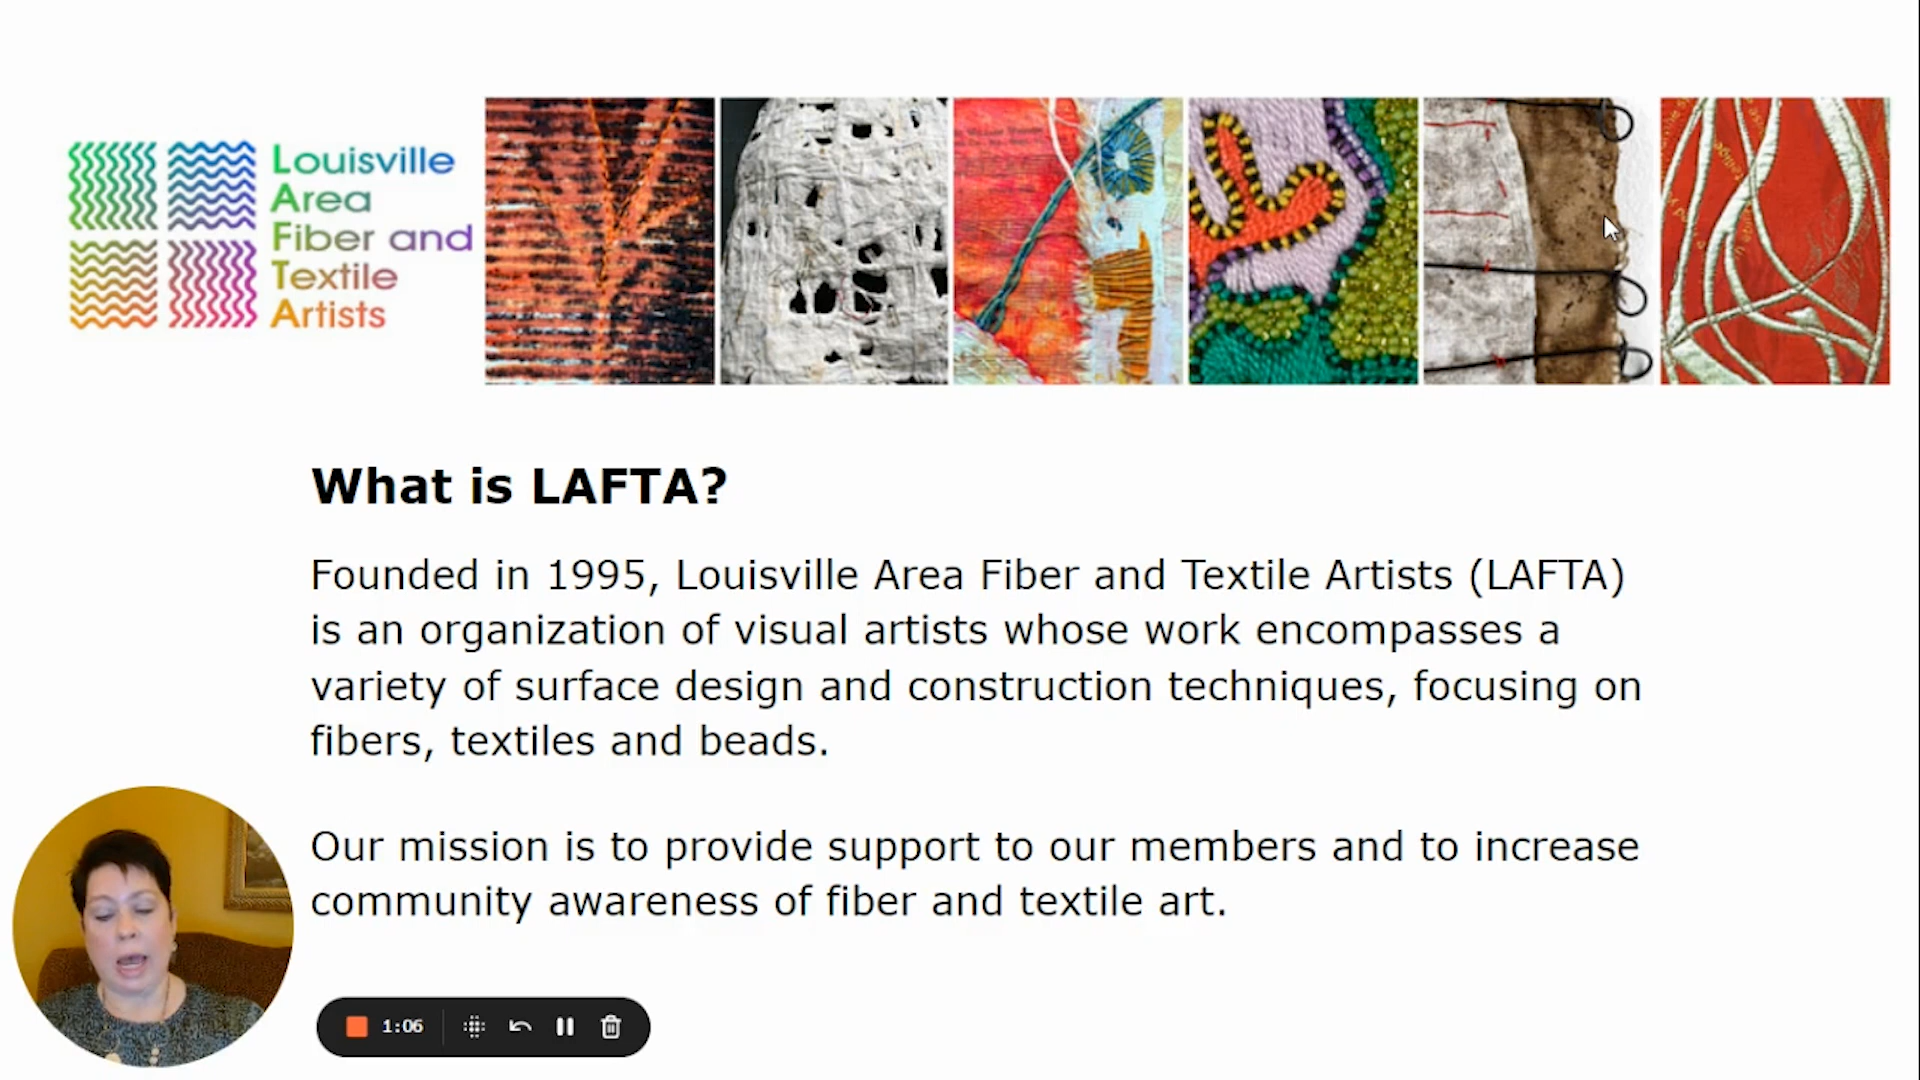 Louisville
Area
Fiber and
Textile
Artists
What is LAFTA?
Founded in 1995, Louisville Area Fiber and Textile Artists (LAFTA)
is an organization of visual artists whose work encompasses a
variety of surface design and construction techniques, focusing on
fibers, textiles and beads.
Our mission is to provide support to our members and to increase
community awareness of fiber and textile art.
1:06